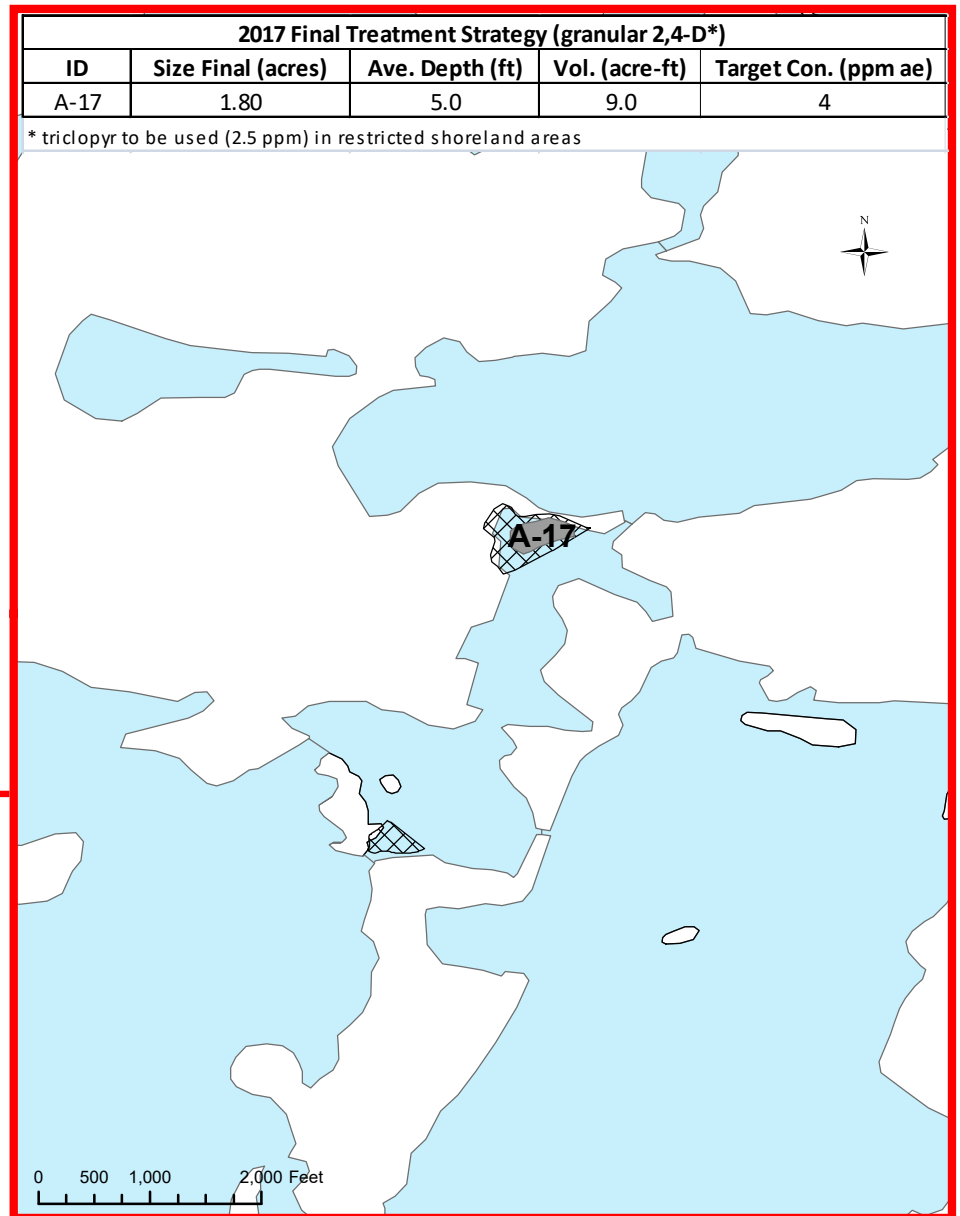 2017 Final Treatment Strategy (granular 2,4-D*)
ID Size Final (acres) Ave. Depth (ft) Vol. (acre-ft) Target Con. (ppm ae)
A-17 1.80 5.0 9.0 4
* triclopyr to be used (2.5 ppm) in restricted shoreland areas
N
A-17
0 500 1,000 2,000 Feet